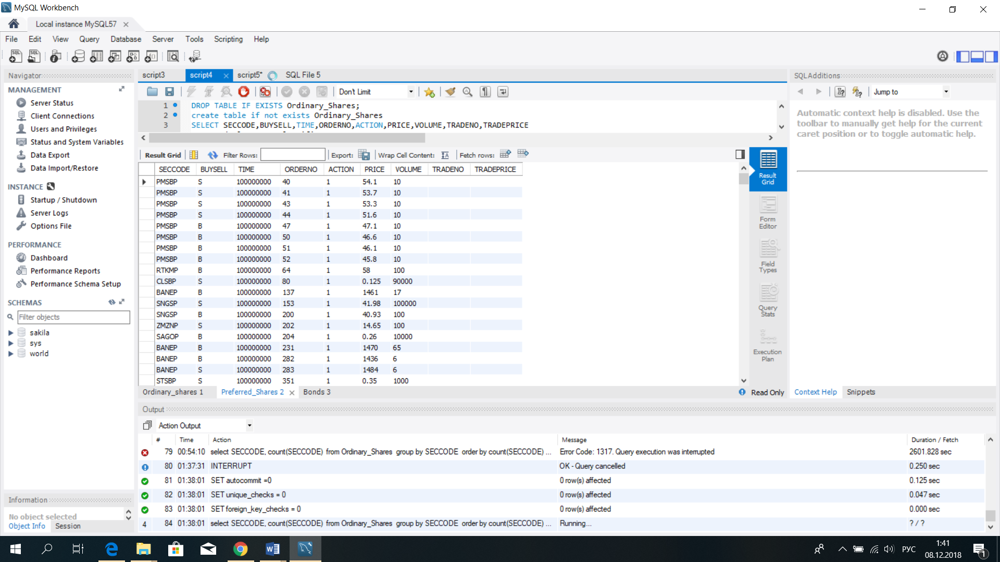 MySQL Workbench
Local instance MySQL57
File Edit View Query Database Server Tools Scripting Help
Navigator
MANAGEMENT
Server Status
Client Connections
Users and Privileges
Status and System Variables
Data Export
Data Import/Restore
INSTANCE
Startup / Shutdown
Server Logs
Options File
PERFORMANCE
Dashboard
Performance Reports
Performance Schema Setup
SCHEMAS
Filter objects
sakila
sys
world
Information
No object selected
Object Info Session
script3 script4 script5* SQL File 5
Don't Limit
1 DROP TABLE IF EXISTS Ordinary_Shares;
2 create table if not exists Ordinary_Shares
3 SELECT SECCODE,BUYSELL,TIME,ORDERNO,ACTION,PRICE,VOLUME,TRADENO,TRADEPRICE
Result Grid Filter Rows: Export: Wrap Cell Content: Fetch rows:
SECCODE BUYSELL TIME ORDERNO ACTION PRICE VOLUME TRADENO TRADEPRICE
PMSBP S 100000000 40 1 54.1 10
PMSBP S 100000000 41 1 53.7 10
PMSBP S 100000000 43 1 53.3 10
PMSBP S 100000000 44 1 51.6 10
PMSBP B 100000000 47 1 47.1 10
PMSBP B 100000000 50 1 46.6 10
PMSBP B 100000000 51 1 46.1 10
PMSBP B 100000000 52 1 45.8 10
RTKMP B 100000000 64 1 58 100
CLSBP S 100000000 80 1 0.125 90000
BANEP B 100000000 137 1 1461 17
SNGSP S 100000000 153 1 41.98 100000
SNGSP B 100000000 200 1 40.93 100
ZMZNP S 100000000 202 1 14.65 100
SAGOP B 100000000 204 1 0.26 10000
BANEP B 100000000 231 1 1470 65
BANEP B 100000000 282 1 1436 6
BANEP S 100000000 283 1 1484 6
STSBP S 100000000 351 1 0.35 1000
Result Grid
Form Editor
Field Types
Query Stats
Execution Plan
Ordinary_shares 1 Preferred_Shares 2 Bonds 3
Read Only
SQLAdditions
Jump to
Automatic context help is disabled. Use the
toolbar to manually get help for the current
caret position or to toggle automatic help.
Context Help Snippets
Output
Action Output
# Time Action Message Duration / Fetch
79 00:54:10 select SECCODE, count(SECCODE) from Ordinary_Shares group by SECCODE order by count(SECCODE) ... Error Code: 1317. Query execution was interrupted 2601.828 sec
80 01:37:31 INTERRUPT OK - Query cancelled 0.250 sec
81 01:38:01 SET autocommit =0 0 row(s) affected 0.125 sec
82 01:38:01 SET unique_checks = 0 0 row(s) affected 0.047 sec
83 01:38:01 SET foreign_key_checks = 0 0 row(s) affected 0.000 sec
4 84 01:38:01 select SECCODE, count(SECCODE) from Ordinary_Shares group by SECCODE order by count(SECCODE) ... Running... ? / ?
РУС
1:41
08.12.2018
1